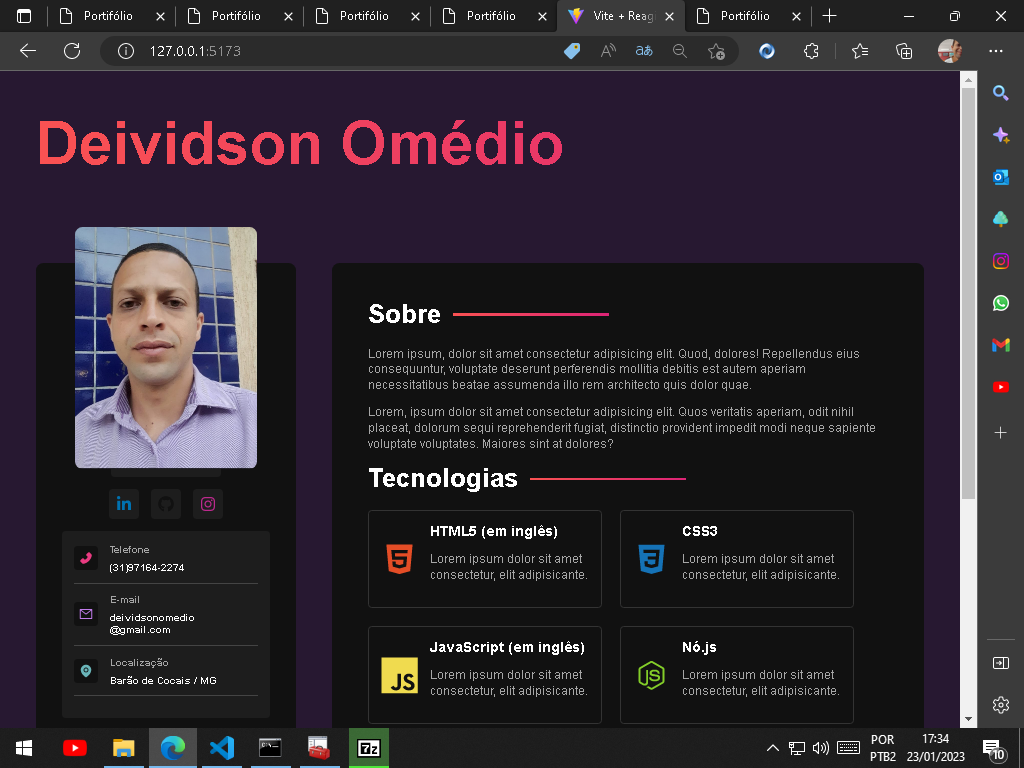 Portifólio
Portifólio
Portifólio
Portifólio
Vite + Reac
Portifólio
127.0.0.1:5173
Deividson Omédio
Sobre
Lorem ipsum, dolor sit amet consectetur adipisicing elit. Quod, dolores! Repellendus eius
consequuntur, voluptate deserunt perferendis mollitia debitis est autem aperiam
necessitatibus beatae assumenda illo rem architecto quis dolor quae.
Lorem, ipsum dolor sit amet consectetur adipisicing elit. Quos veritatis aperiam, odit nihil
placeat, dolorum sequi reprehenderit fugiat, distinctio provident impedit modi neque sapiente
voluptate voluptates. Maiores sint at dolores?
Tecnologias
HTML5 (em inglês)
Lorem ipsum dolor sit amet
consectetur, elit adipisicante.
CSS3
Lorem ipsum dolor sit amet
consectetur, elit adipisicante.
JS
JavaScript (em inglês)
Lorem ipsum dolor sit amet
consectetur, elit adipisicante.
Nó.js
Lorem ipsum dolor sit amet
consectetur, elit adipisicante.
in
Telefone
(31)97164-2274
E-mail
deividsonomedio
@gmail.com
Localização
Barão de Cocais / MG
7z
POR
PTB2
17:34
23/01/2023
10